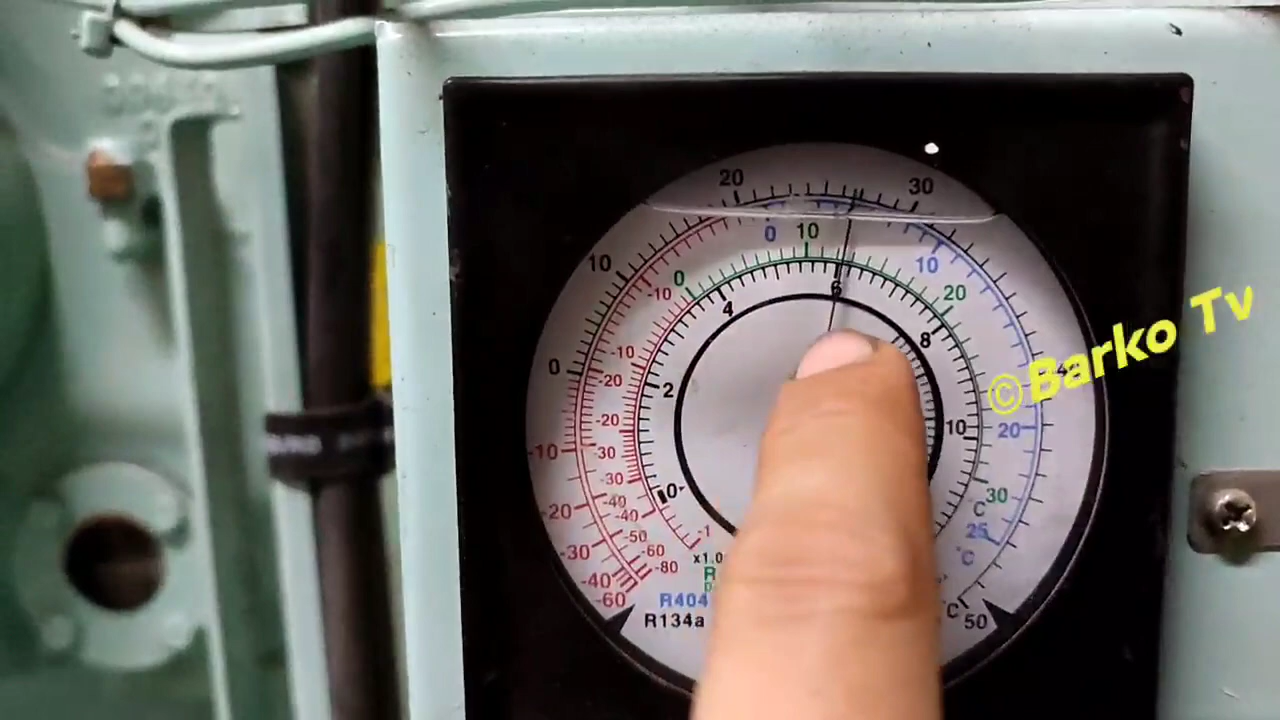 20 30
0 10
10 0 -10 10
4 20
6
8
0 -10 -20 2
©Barko Tv
-10 -20 -30 10 20
-30 0
-20 -40 -40 30
-50 -1 °C 25
-30 -60 x1.0 °C
-40 -80 R
-60 R404 °C
R134a 50